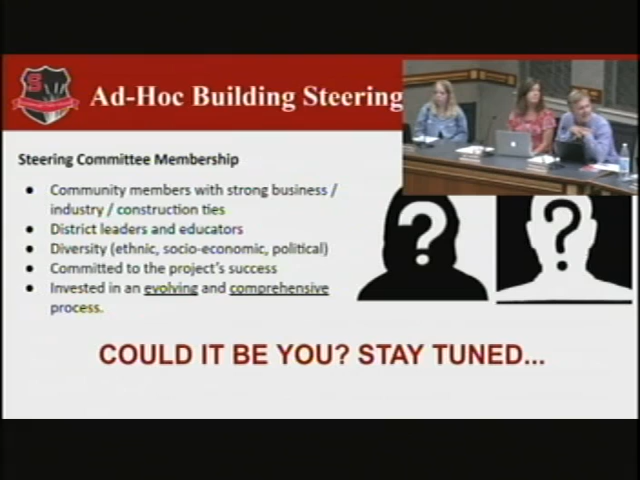 Ad-Hoc Building Steering
Steering Committee Membership
● Community members with strong business /
industry / construction ties
● District leaders and educators
● Diversity (ethnic, socio-economic, political)
● Committed to the project's success
● Invested in an evolving and comprehensive
process.
? ?
COULD IT BE YOU? STAY TUNED...